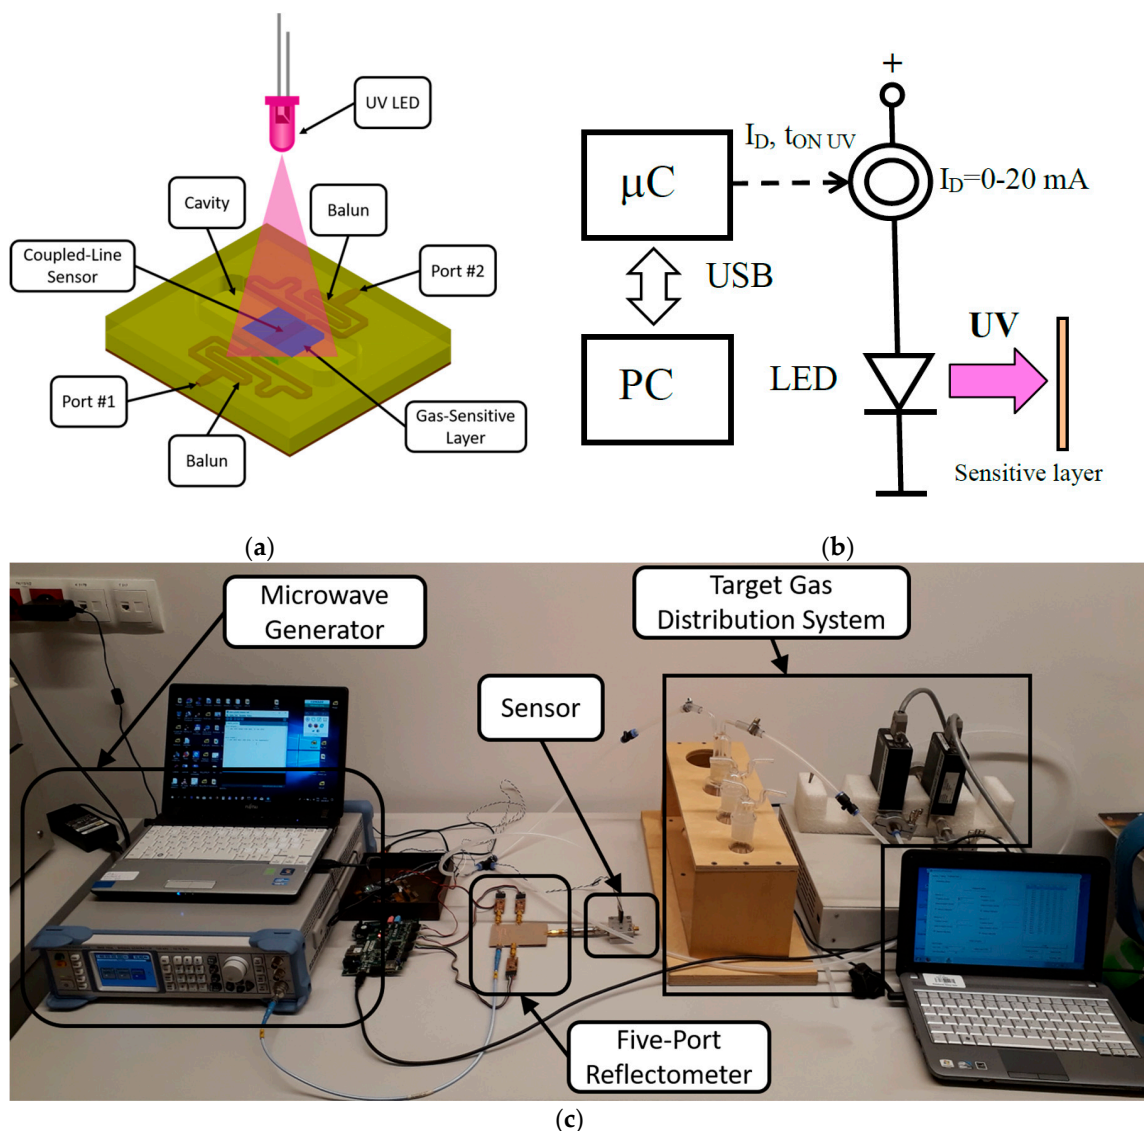 UV LED
Cavity
Balun
Coupled-Line
Sensor
Port #2
Port #1
Balun
Gas-Sensitive
Layer
(a)
+
I_D, t_ON UV
µC
I_D=0-20 mA
USB
UV
PC
LED
Sensitive layer
(b)
Microwave
Generator
Target Gas
Distribution System
Sensor
Five-Port
Reflectometer
(c)